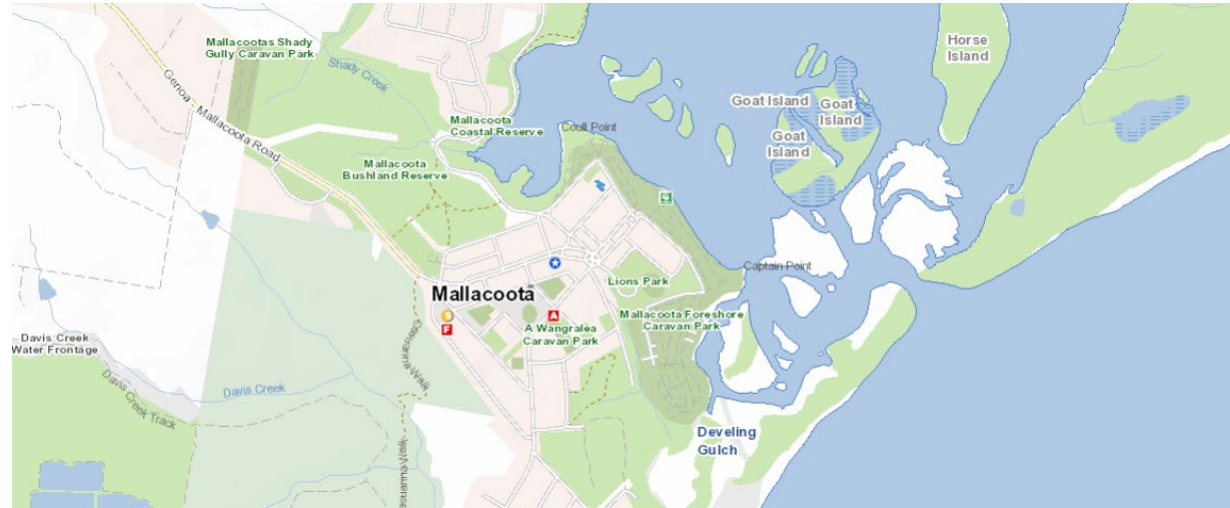 Mallacootas Shady
Gully Caravan Park
Genoa - Mallacoota Road
Shady Creek
Mallacoota
Coastal Reserve
Coull Point
Mallacoota
Bushland Reserve
Horse
Island
Goat Island
Goat
Island
Goat
Island
Captain Point
Lions Park
Mallacoota
Mallacoota Foreshore
Caravan Park
A
A Wangralea
Caravan Park
F
Davis Creek
Water Frontage
Davis Creek
Davis Creek Track
Develing
Gulch